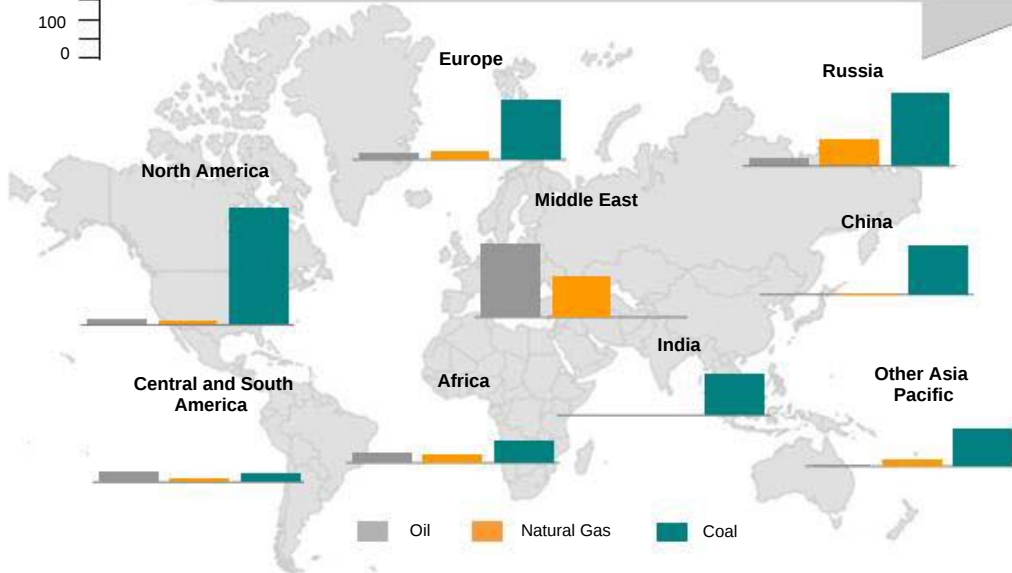 100
0
Europe
Russia
North America
Middle East
China
India
Central and South
America
Africa
Other Asia
Pacific
Oil
Natural Gas
Coal